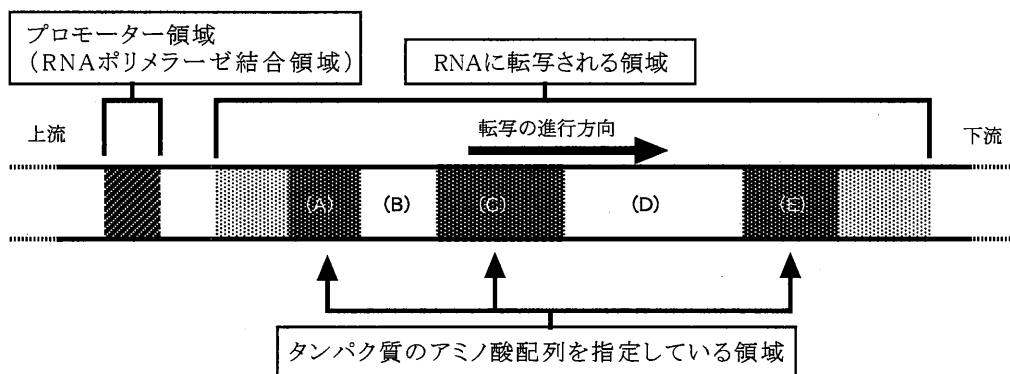 プロモーター領域
(RNAポリメラーゼ結合領域)
RNAに転写される領域
上流
転写の進行方向
下流
(A)
(B)
(C)
(D)
(E)
タンパク質のアミノ酸配列を指定している領域